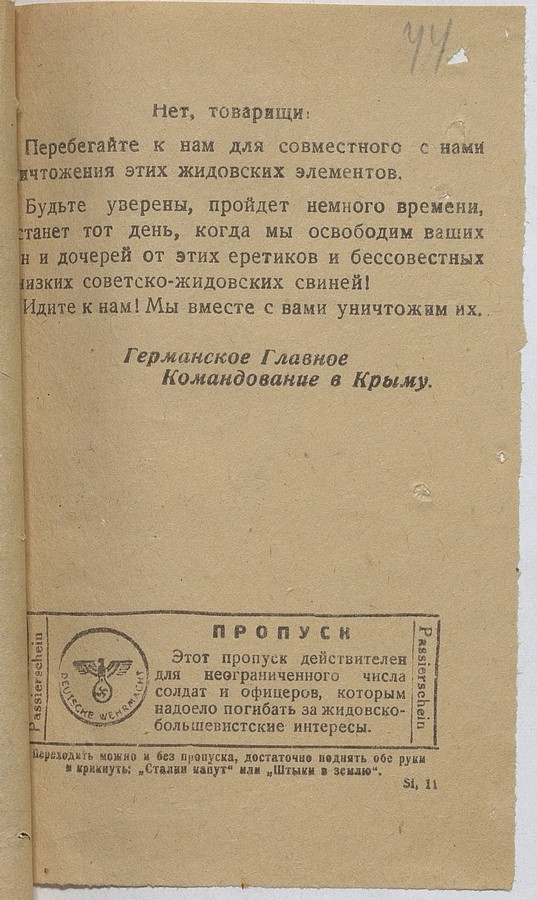 44
Нет, товарищи:
Перебегайте к нам для совместного с нами
ичтожения этих жидовских элементов.
Будьте уверены, пройдет немного времени,
станет тот день, когда мы освободим ваших
н и дочерей от этих еретиков и бессовестных
низких советско-жидовских свиней!
Идите к нам! Мы вместе с вами уничтожим их.
Германское Главное
Командование в Крыму.
Passierschein
DEUTSCHE WEHRMACHT
ПРОПУСК
Этот пропуск действителен
для неограниченного числа
солдат и офицеров, которым
надоело погибать за жидовско-
большевистские интересы.
Passierschein
Переходить можно и без пропуска, достаточно поднять обе руки
и крикнуть: „Сталин капут“ или „Штыки в землю“.
Si, 11